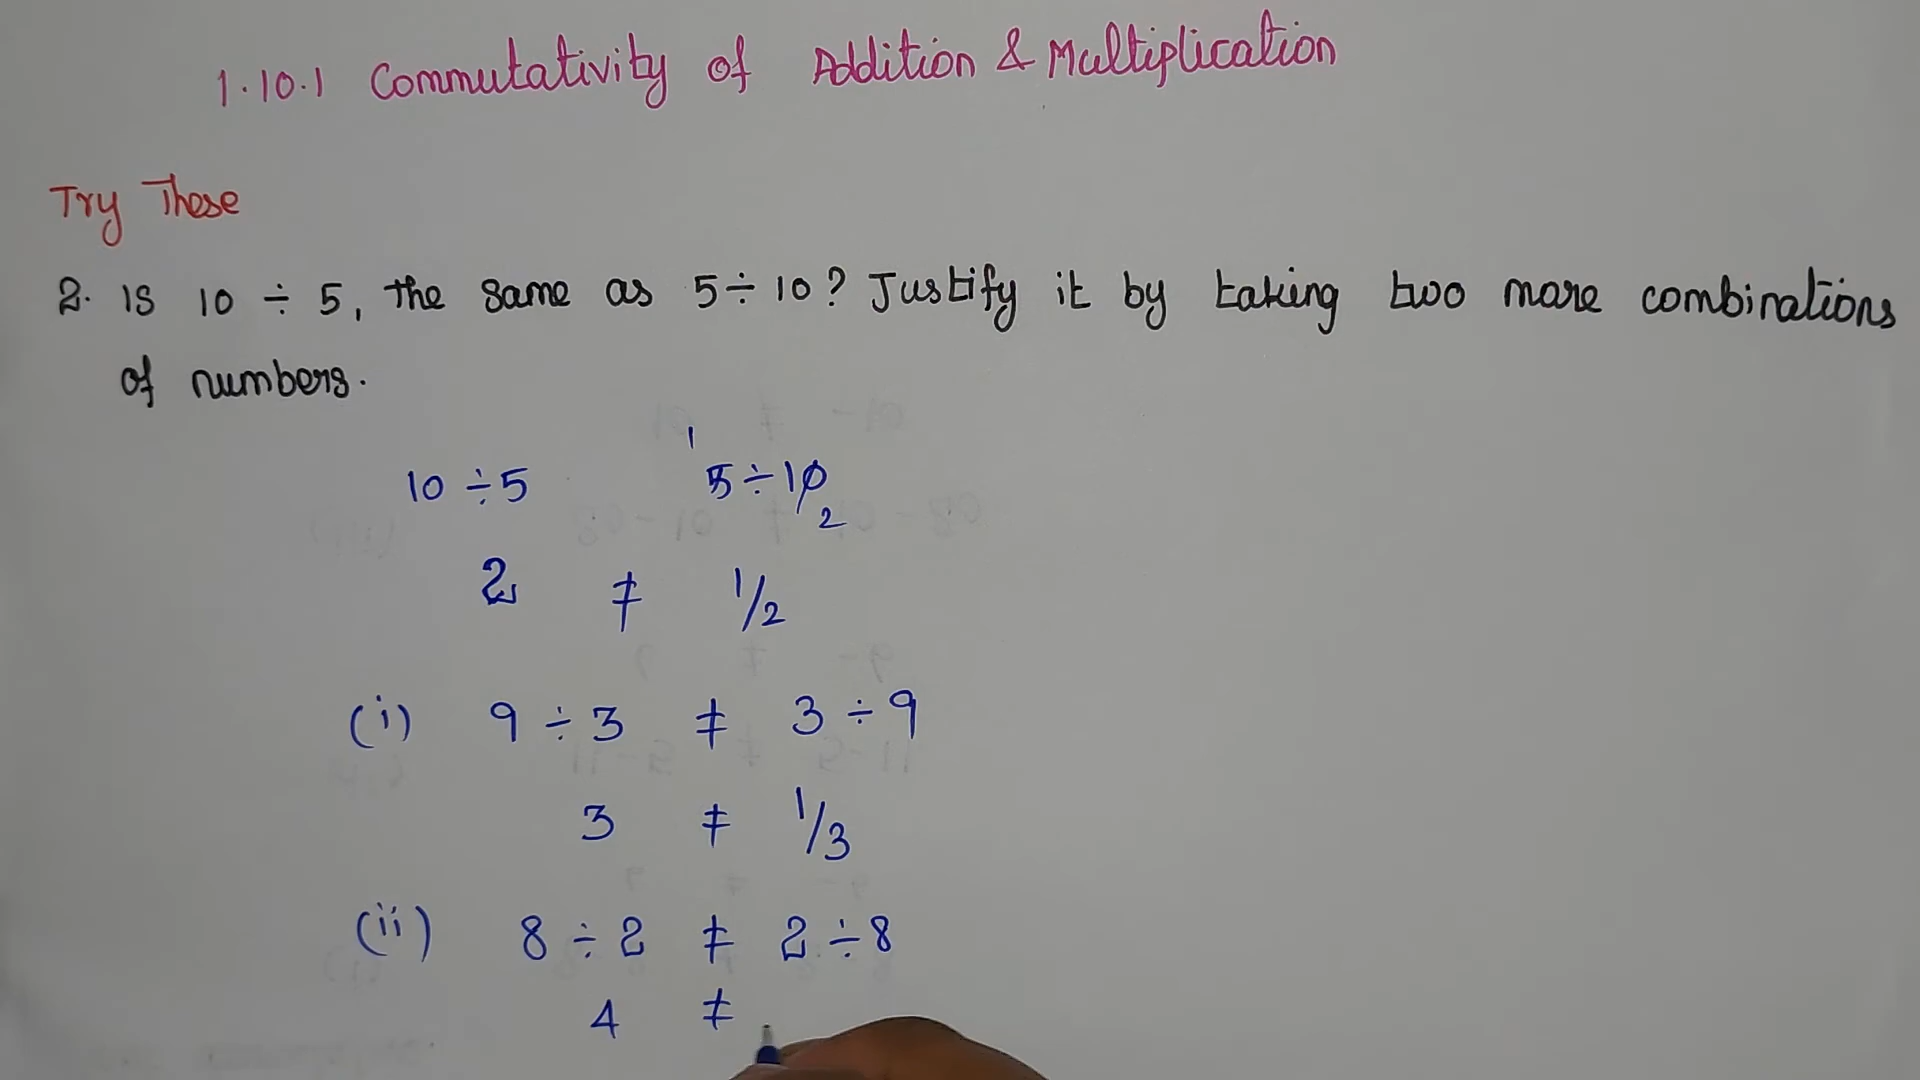 1.10.1 Commutativity of Addition & Multiplication
Try These
2. Is 10 ÷ 5, the same as 5 ÷ 10? Justify it by taking two more combinations
of numbers.
1
10 ÷ 5 5 ÷ 10
2
2 ≠ 1/2
(i) 9 ÷ 3 ≠ 3 ÷ 9
3 ≠ 1/3
(ii) 8 ÷ 2 ≠ 2 ÷ 8
4 ≠